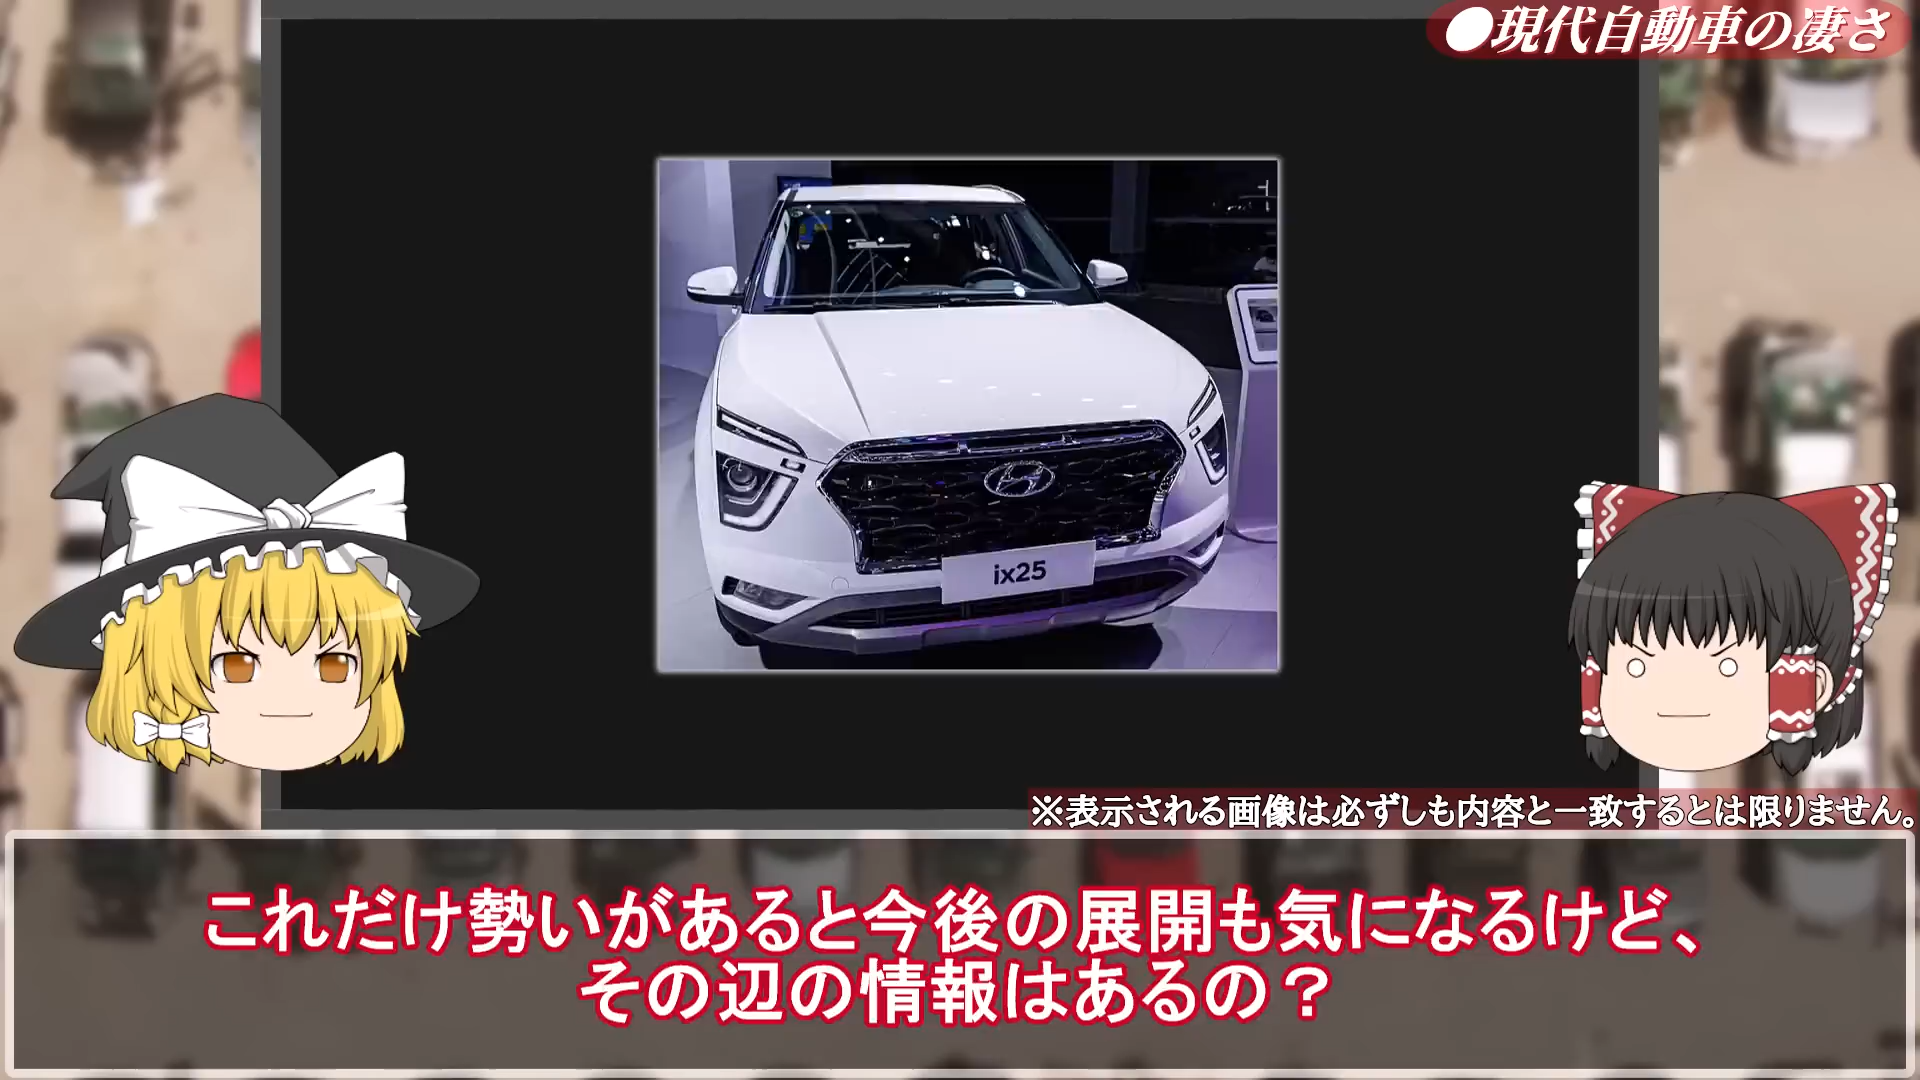 ●現代自動車の凄さ
ix25
※表示される画像は必ずしも内容と一致するとは限りません。
これだけ勢いがあると今後の展開も気になるけど、
その辺の情報はあるの？